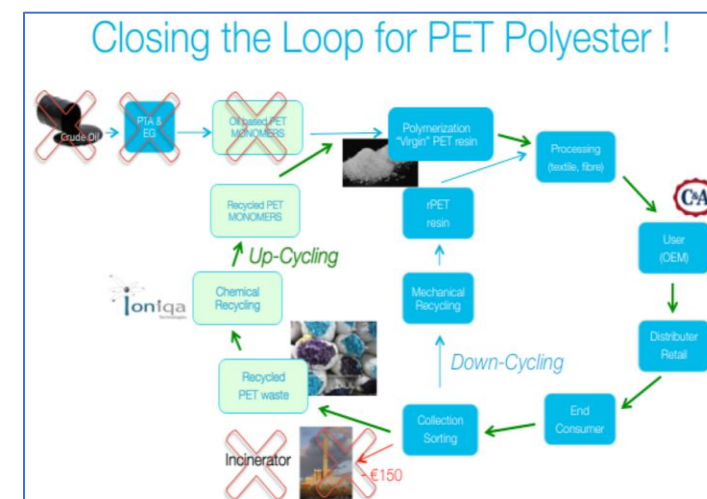 Closing the Loop for PET Polyester !
Crude Oil
PTA &
EG
Oil based PET
MONOMERS
Polymerization
"Virgin" PET resin
Processing
(textile, fibre)
C&A
Recycled PET
MONOMERS
rPET
resin
User
(OEM)
Up-Cycling
ioniqa
Technologies
Chemical
Recycling
Mechanical
Recycling
Distributer
Retail
Down-Cycling
Recycled
PET waste
End
Consumer
Collection
Sorting
Incinerator
- €150